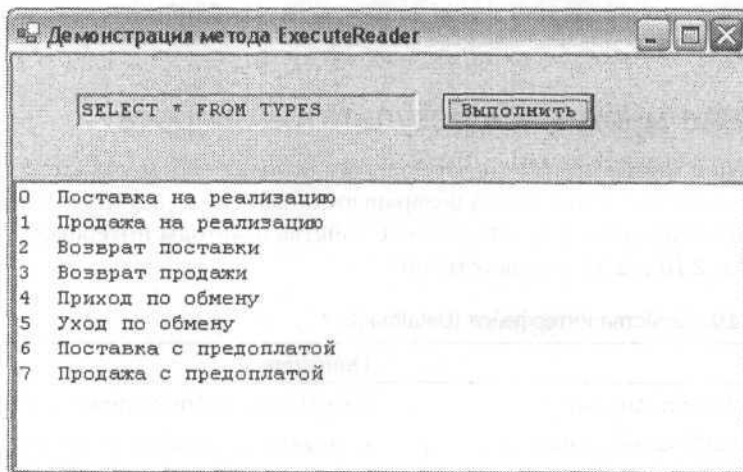 Демонстрация метода ExecuteReader
SELECT * FROM TYPES
Выполнить
0 Поставка на реализацию
1 Продажа на реализацию
2 Возврат поставки
3 Возврат продажи
4 Приход по обмену
5 Уход по обмену
6 Поставка с предоплатой
7 Продажа с предоплатой